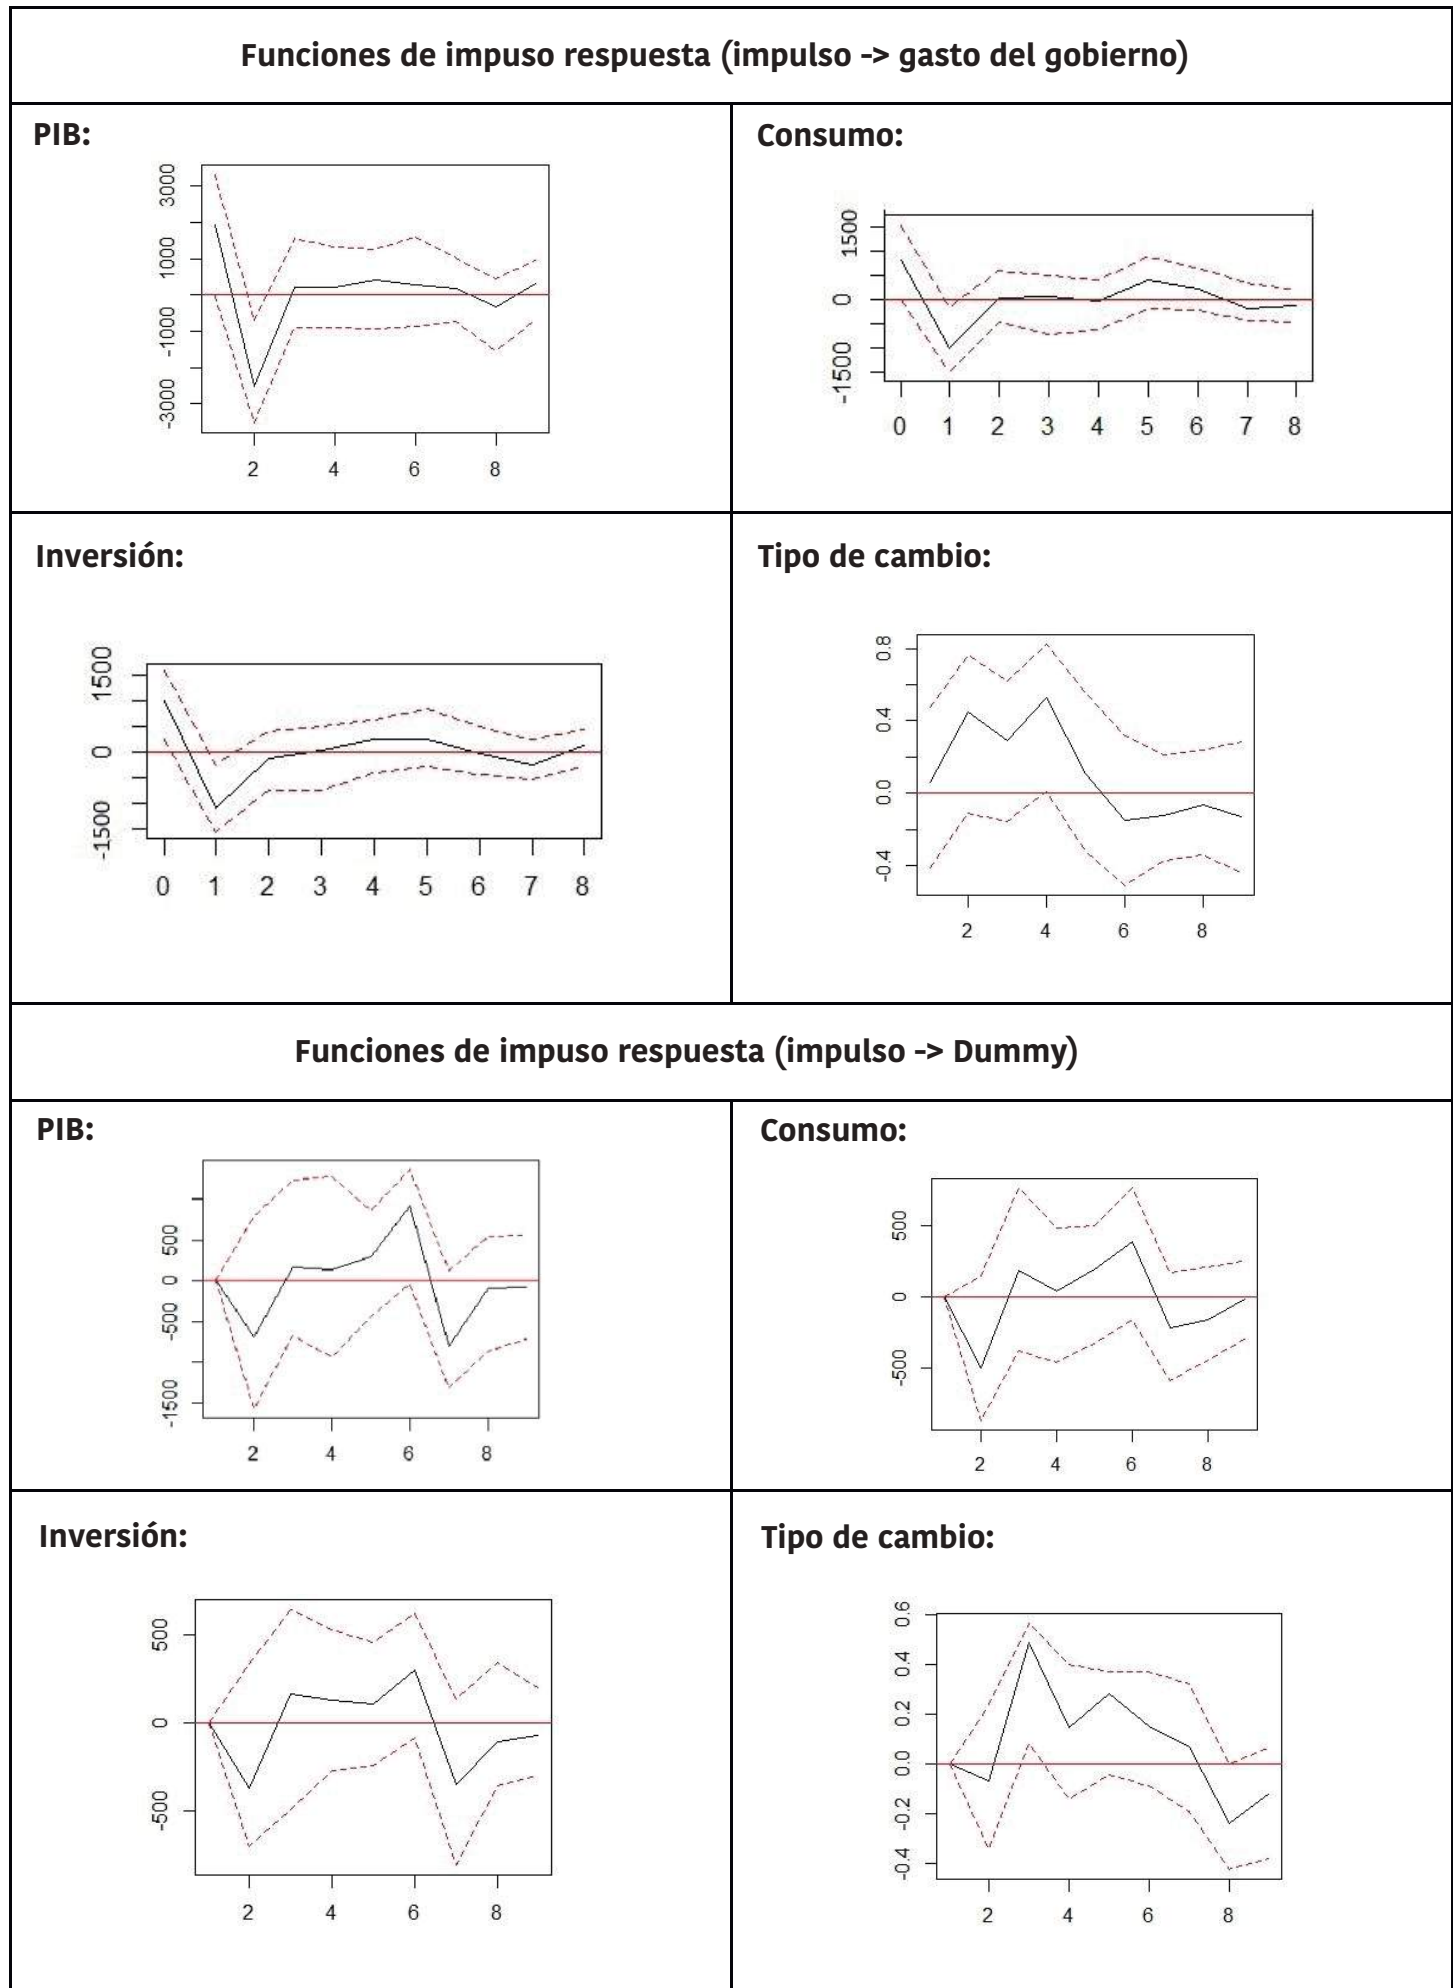 Funciones de impuso respuesta (impulso -> gasto del gobierno)
PIB:
3000
1000
-1000
-3000
2 4 6 8
Consumo:
1500
0
-1500
0 1 2 3 4 5 6 7 8
Inversión:
1500
0
-1500
0 1 2 3 4 5 6 7 8
Tipo de cambio:
0.8
0.4
0.0
-0.4
2 4 6 8
Funciones de impuso respuesta (impulso -> Dummy)
PIB:
500
0
-500
-1500
2 4 6 8
Consumo:
500
0
-500
2 4 6 8
Inversión:
500
0
-500
2 4 6 8
Tipo de cambio:
0.6
0.4
0.2
0.0
-0.2
-0.4
2 4 6 8